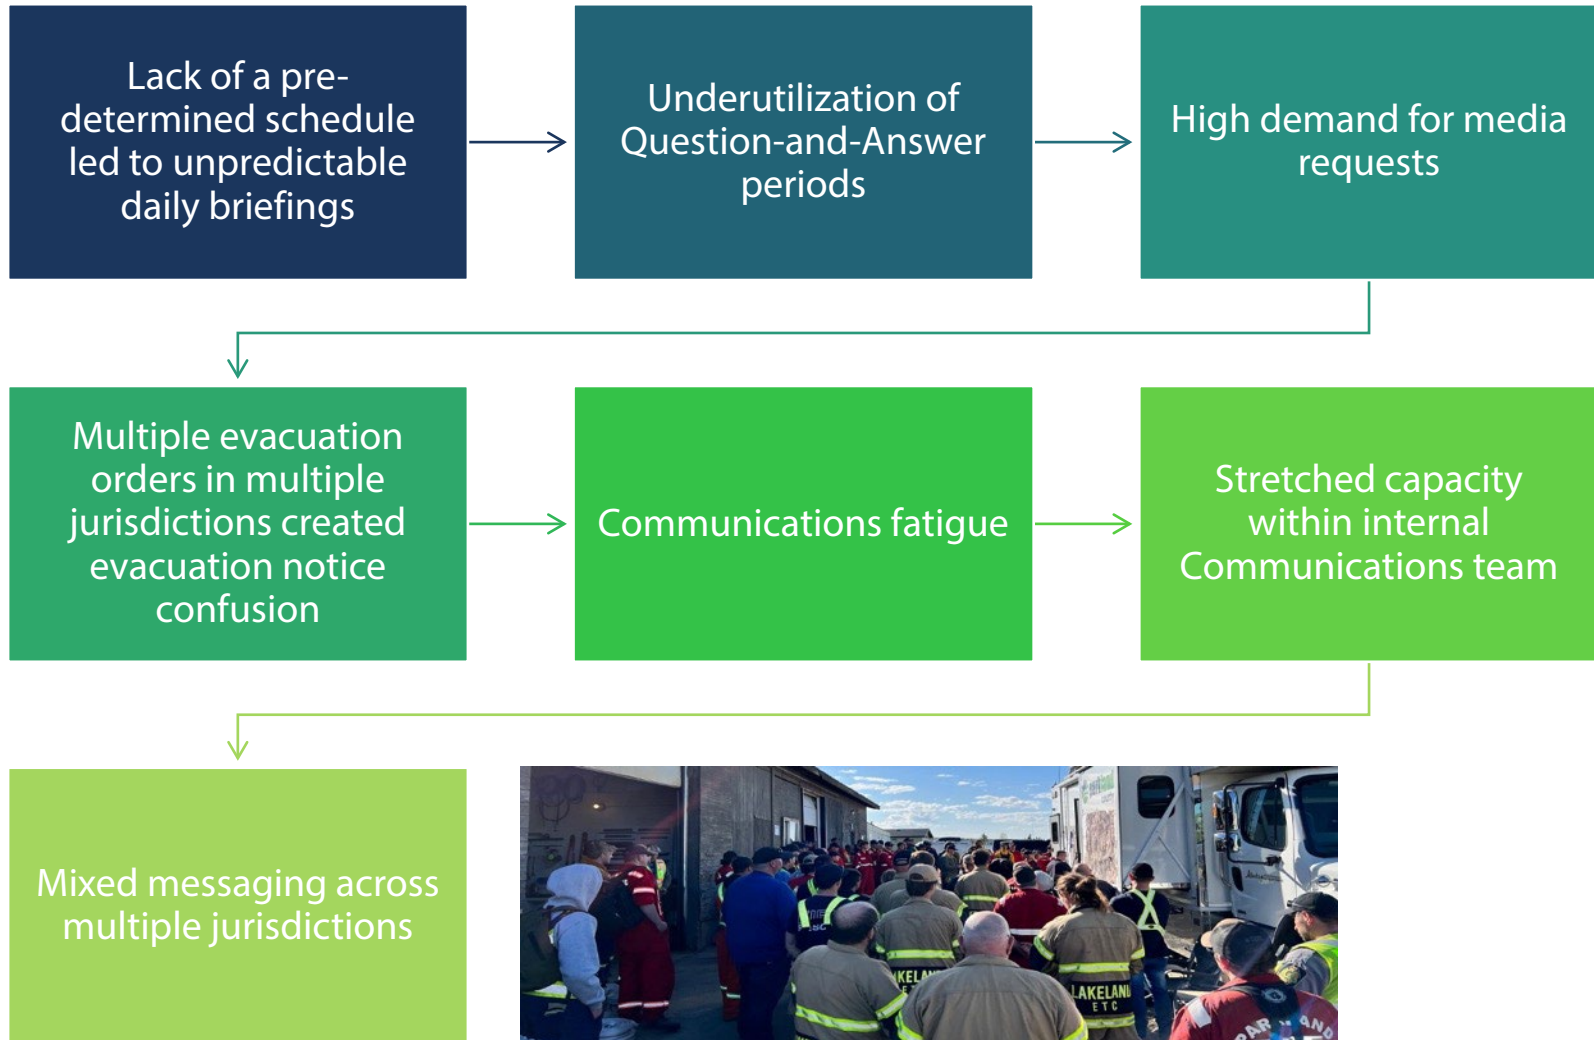 Lack of a pre-
determined schedule
led to unpredictable
daily briefings
Underutilization of
Question-and-Answer
periods
High demand for media
requests
Multiple evacuation
orders in multiple
jurisdictions created
evacuation notice
confusion
Communications fatigue
Stretched capacity
within internal
Communications team
Mixed messaging across
multiple jurisdictions
LAKELAND
ETC